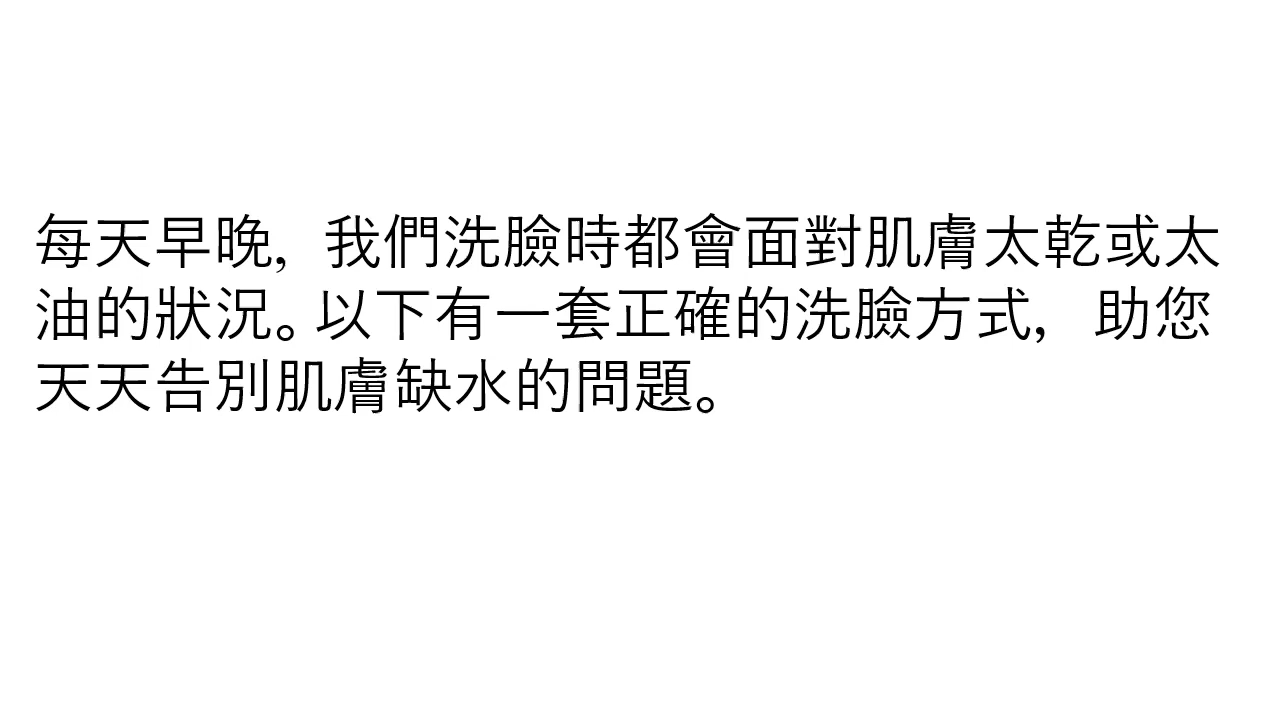 每天早晚，我們洗臉時都會面對肌膚太乾或太
油的狀況。以下有一套正確的洗臉方式，助您
天天告別肌膚缺水的問題。